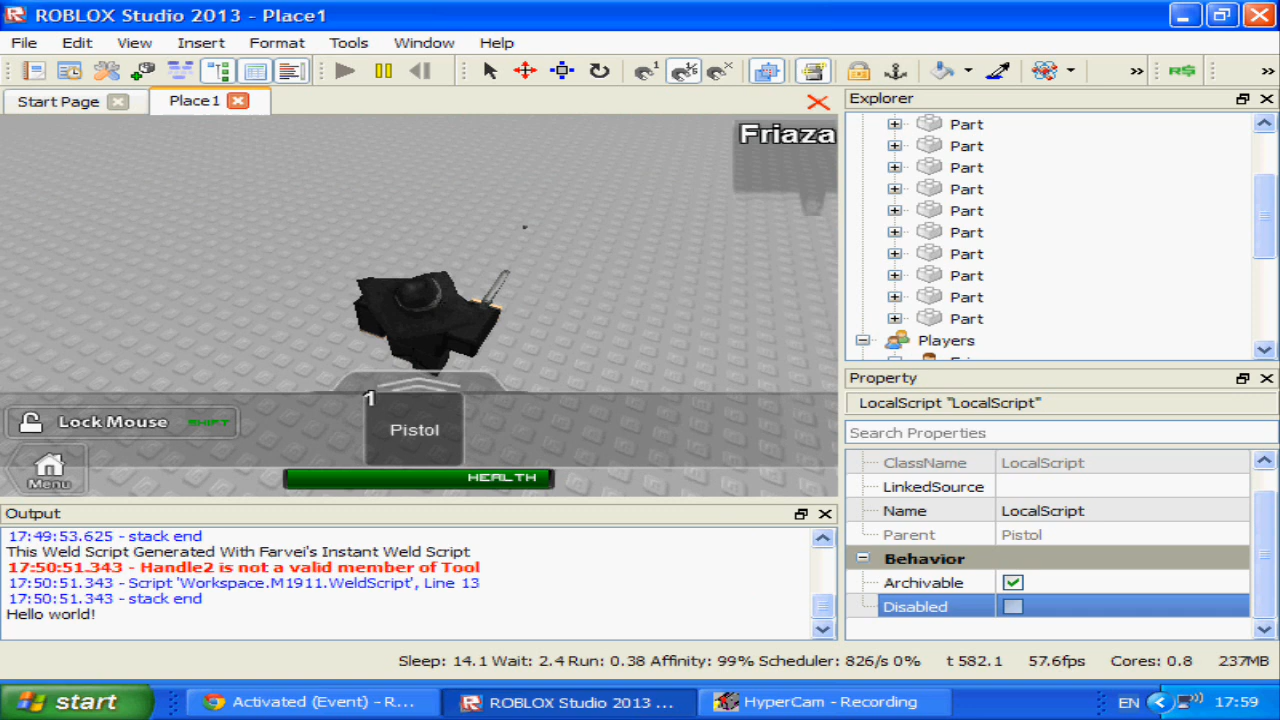 ROBLOX Studio 2013 - Place1
File Edit View Insert Format Tools Window Help
R$
Start Page Place1
Friaza
1
Pistol
Lock Mouse SHIFT
HEALTH
Menu
Output
17:49:53.625 - stack end
This Weld Script Generated With Farvei's Instant Weld Script
17:50:51.343 - Handle2 is not a valid member of Tool
17:50:51.343 - Script 'Workspace.M1911.WeldScript', Line 13
17:50:51.343 - stack end
Hello world!
Explorer
Part
Part
Part
Part
Part
Part
Part
Part
Part
Part
Players
Property
LocalScript "LocalScript"
Search Properties
ClassName LocalScript
LinkedSource
Name LocalScript
Parent Pistol
Behavior
Archivable
Disabled
Sleep: 14.1 Wait: 2.4 Run: 0.38 Affinity: 99% Scheduler: 826/s 0% t 582.1 57.6fps Cores: 0.8 237MB
start Activated (Event) - R... ROBLOX Studio 2013 ... HyperCam - Recording EN 17:59